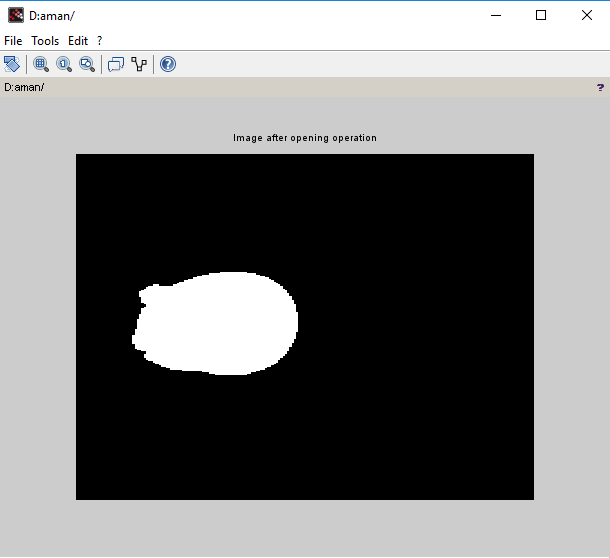 D:aman/
File Tools Edit ?
D:aman/ ?
Image after opening operation